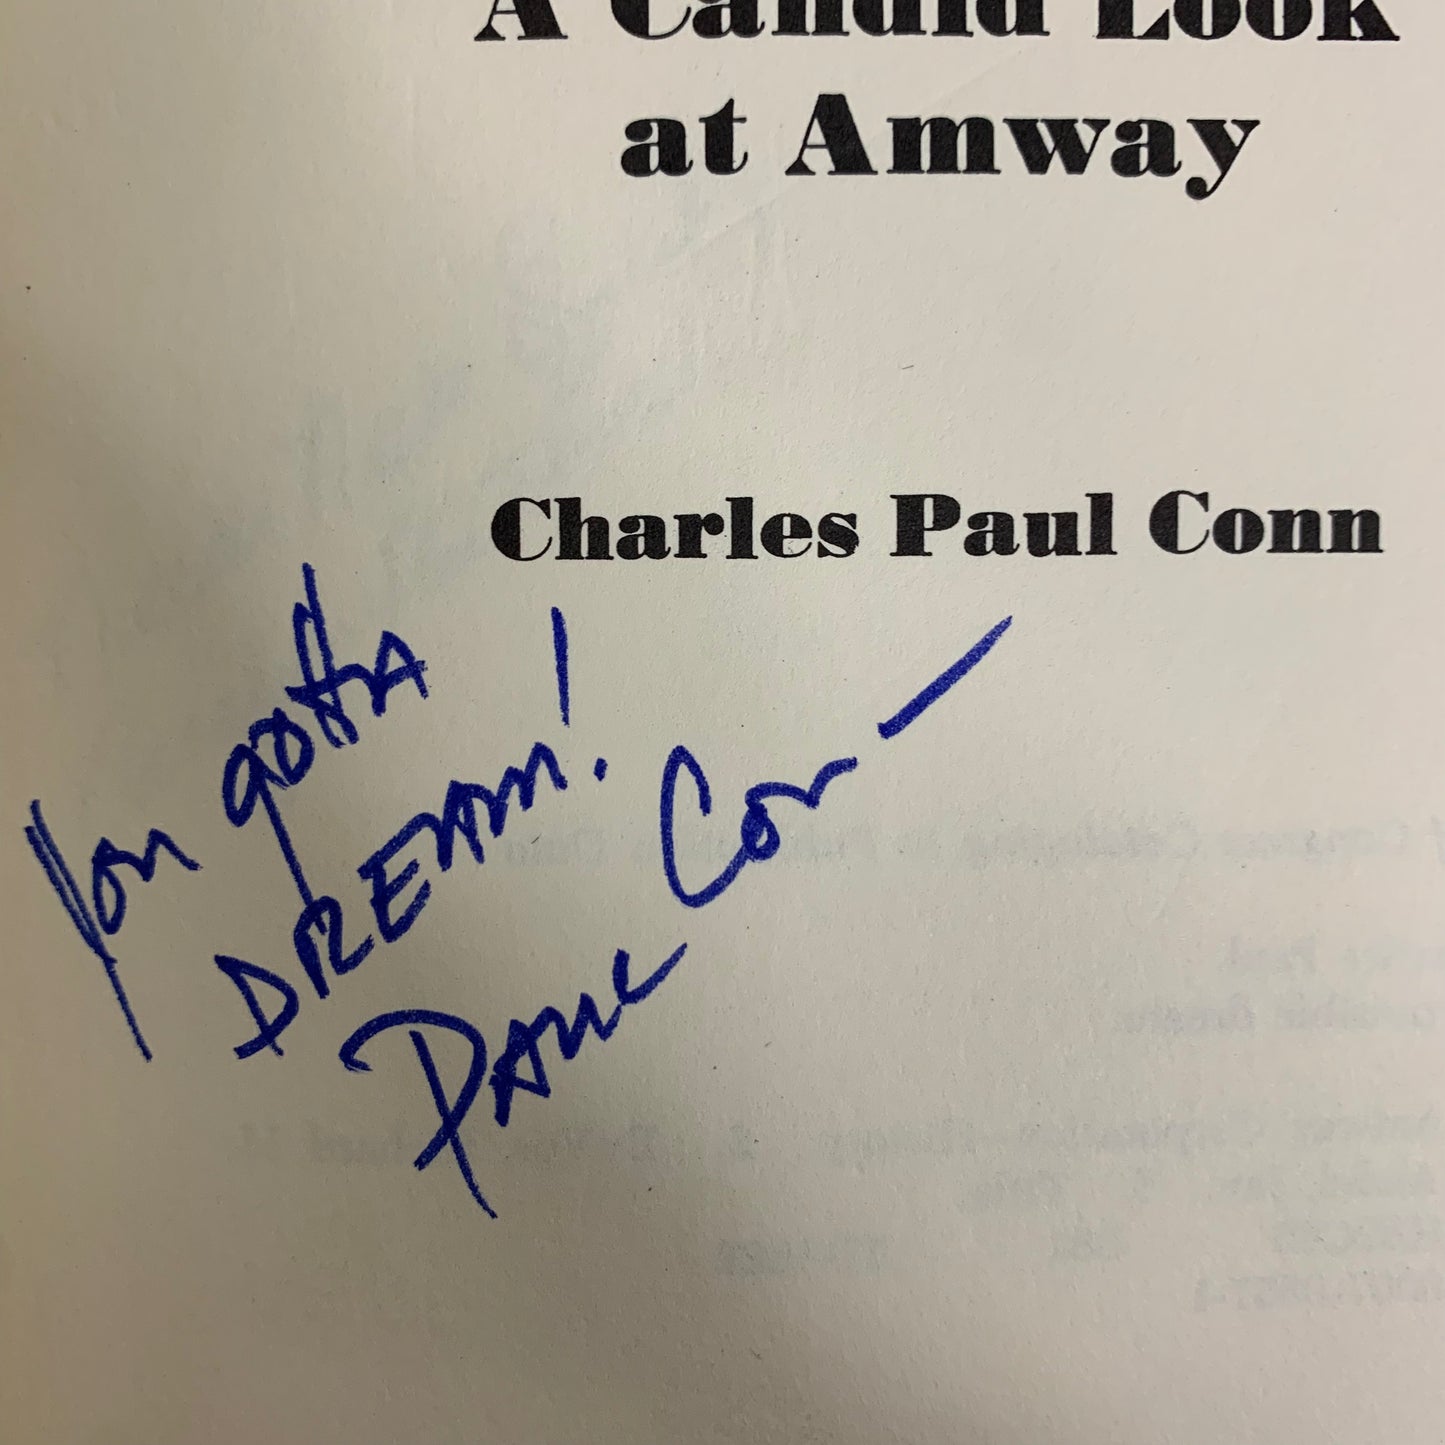 A Candid Look
at Amway
Charles Paul Conn
You gotta
DREAM!
Paul Conn